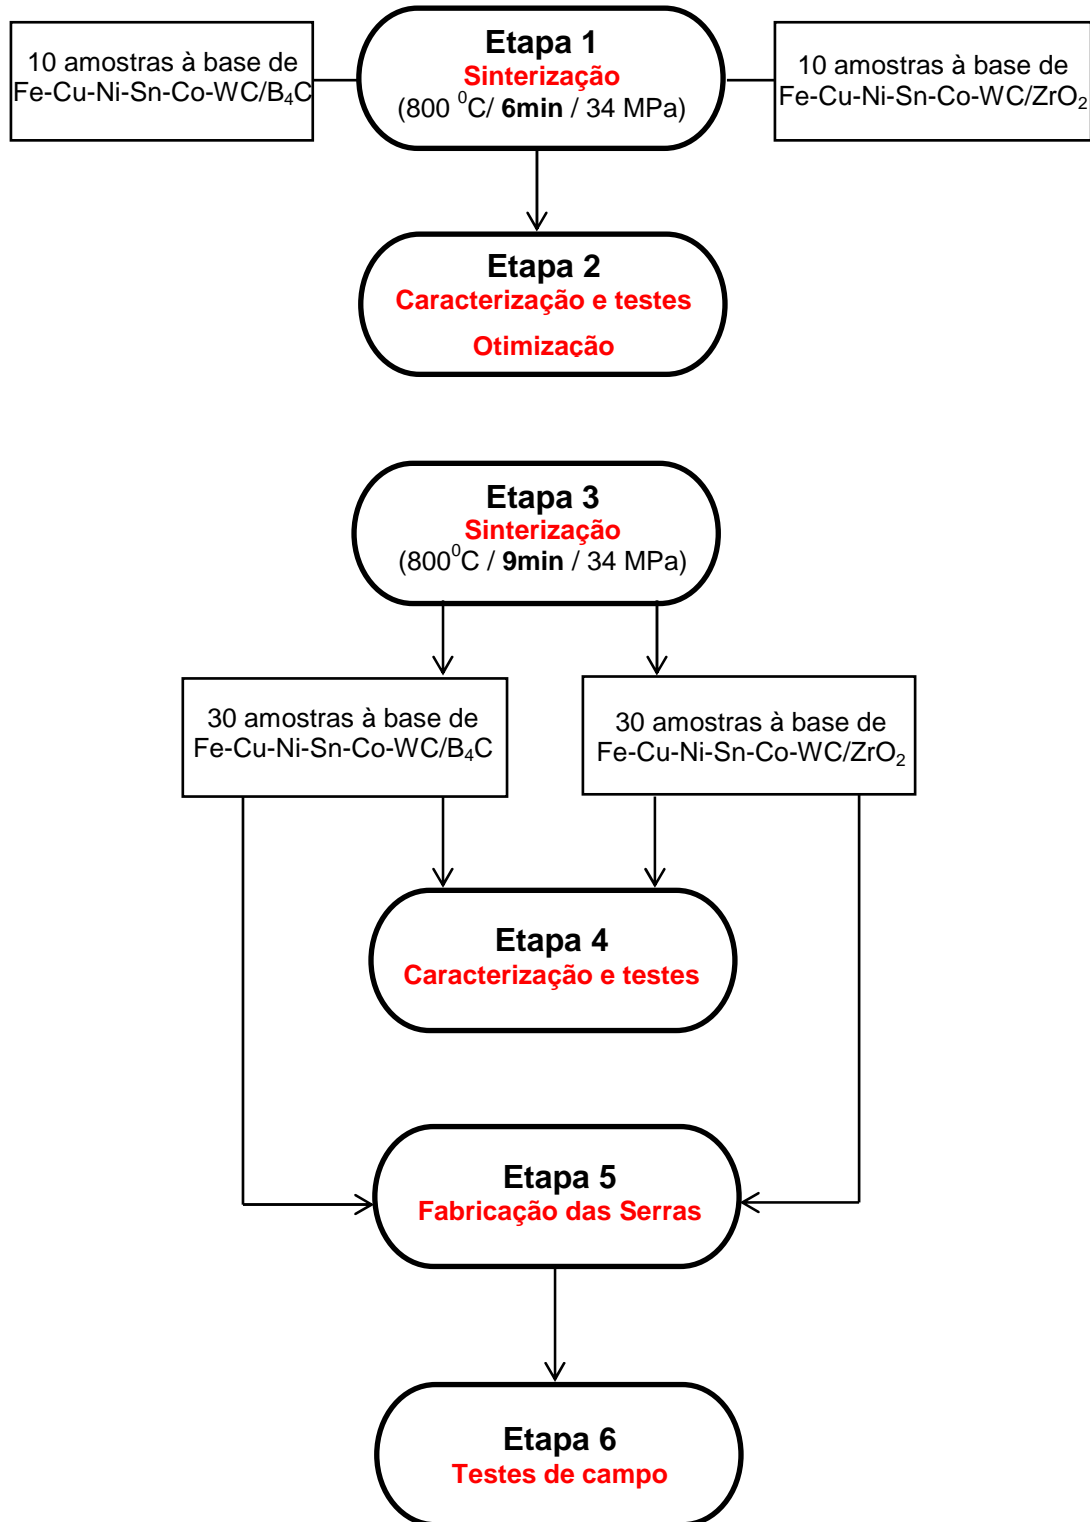 10 amostras à base de
Fe-Cu-Ni-Sn-Co-WC/B₄C
Etapa 1
Sinterização
(800 ⁰C/ 6min / 34 MPa)
10 amostras à base de
Fe-Cu-Ni-Sn-Co-WC/ZrO₂
Etapa 2
Caracterização e testes
Otimização
Etapa 3
Sinterização
(800⁰C / 9min / 34 MPa)
30 amostras à base de
Fe-Cu-Ni-Sn-Co-WC/B₄C
30 amostras à base de
Fe-Cu-Ni-Sn-Co-WC/ZrO₂
Etapa 4
Caracterização e testes
Etapa 5
Fabricação das Serras
Etapa 6
Testes de campo